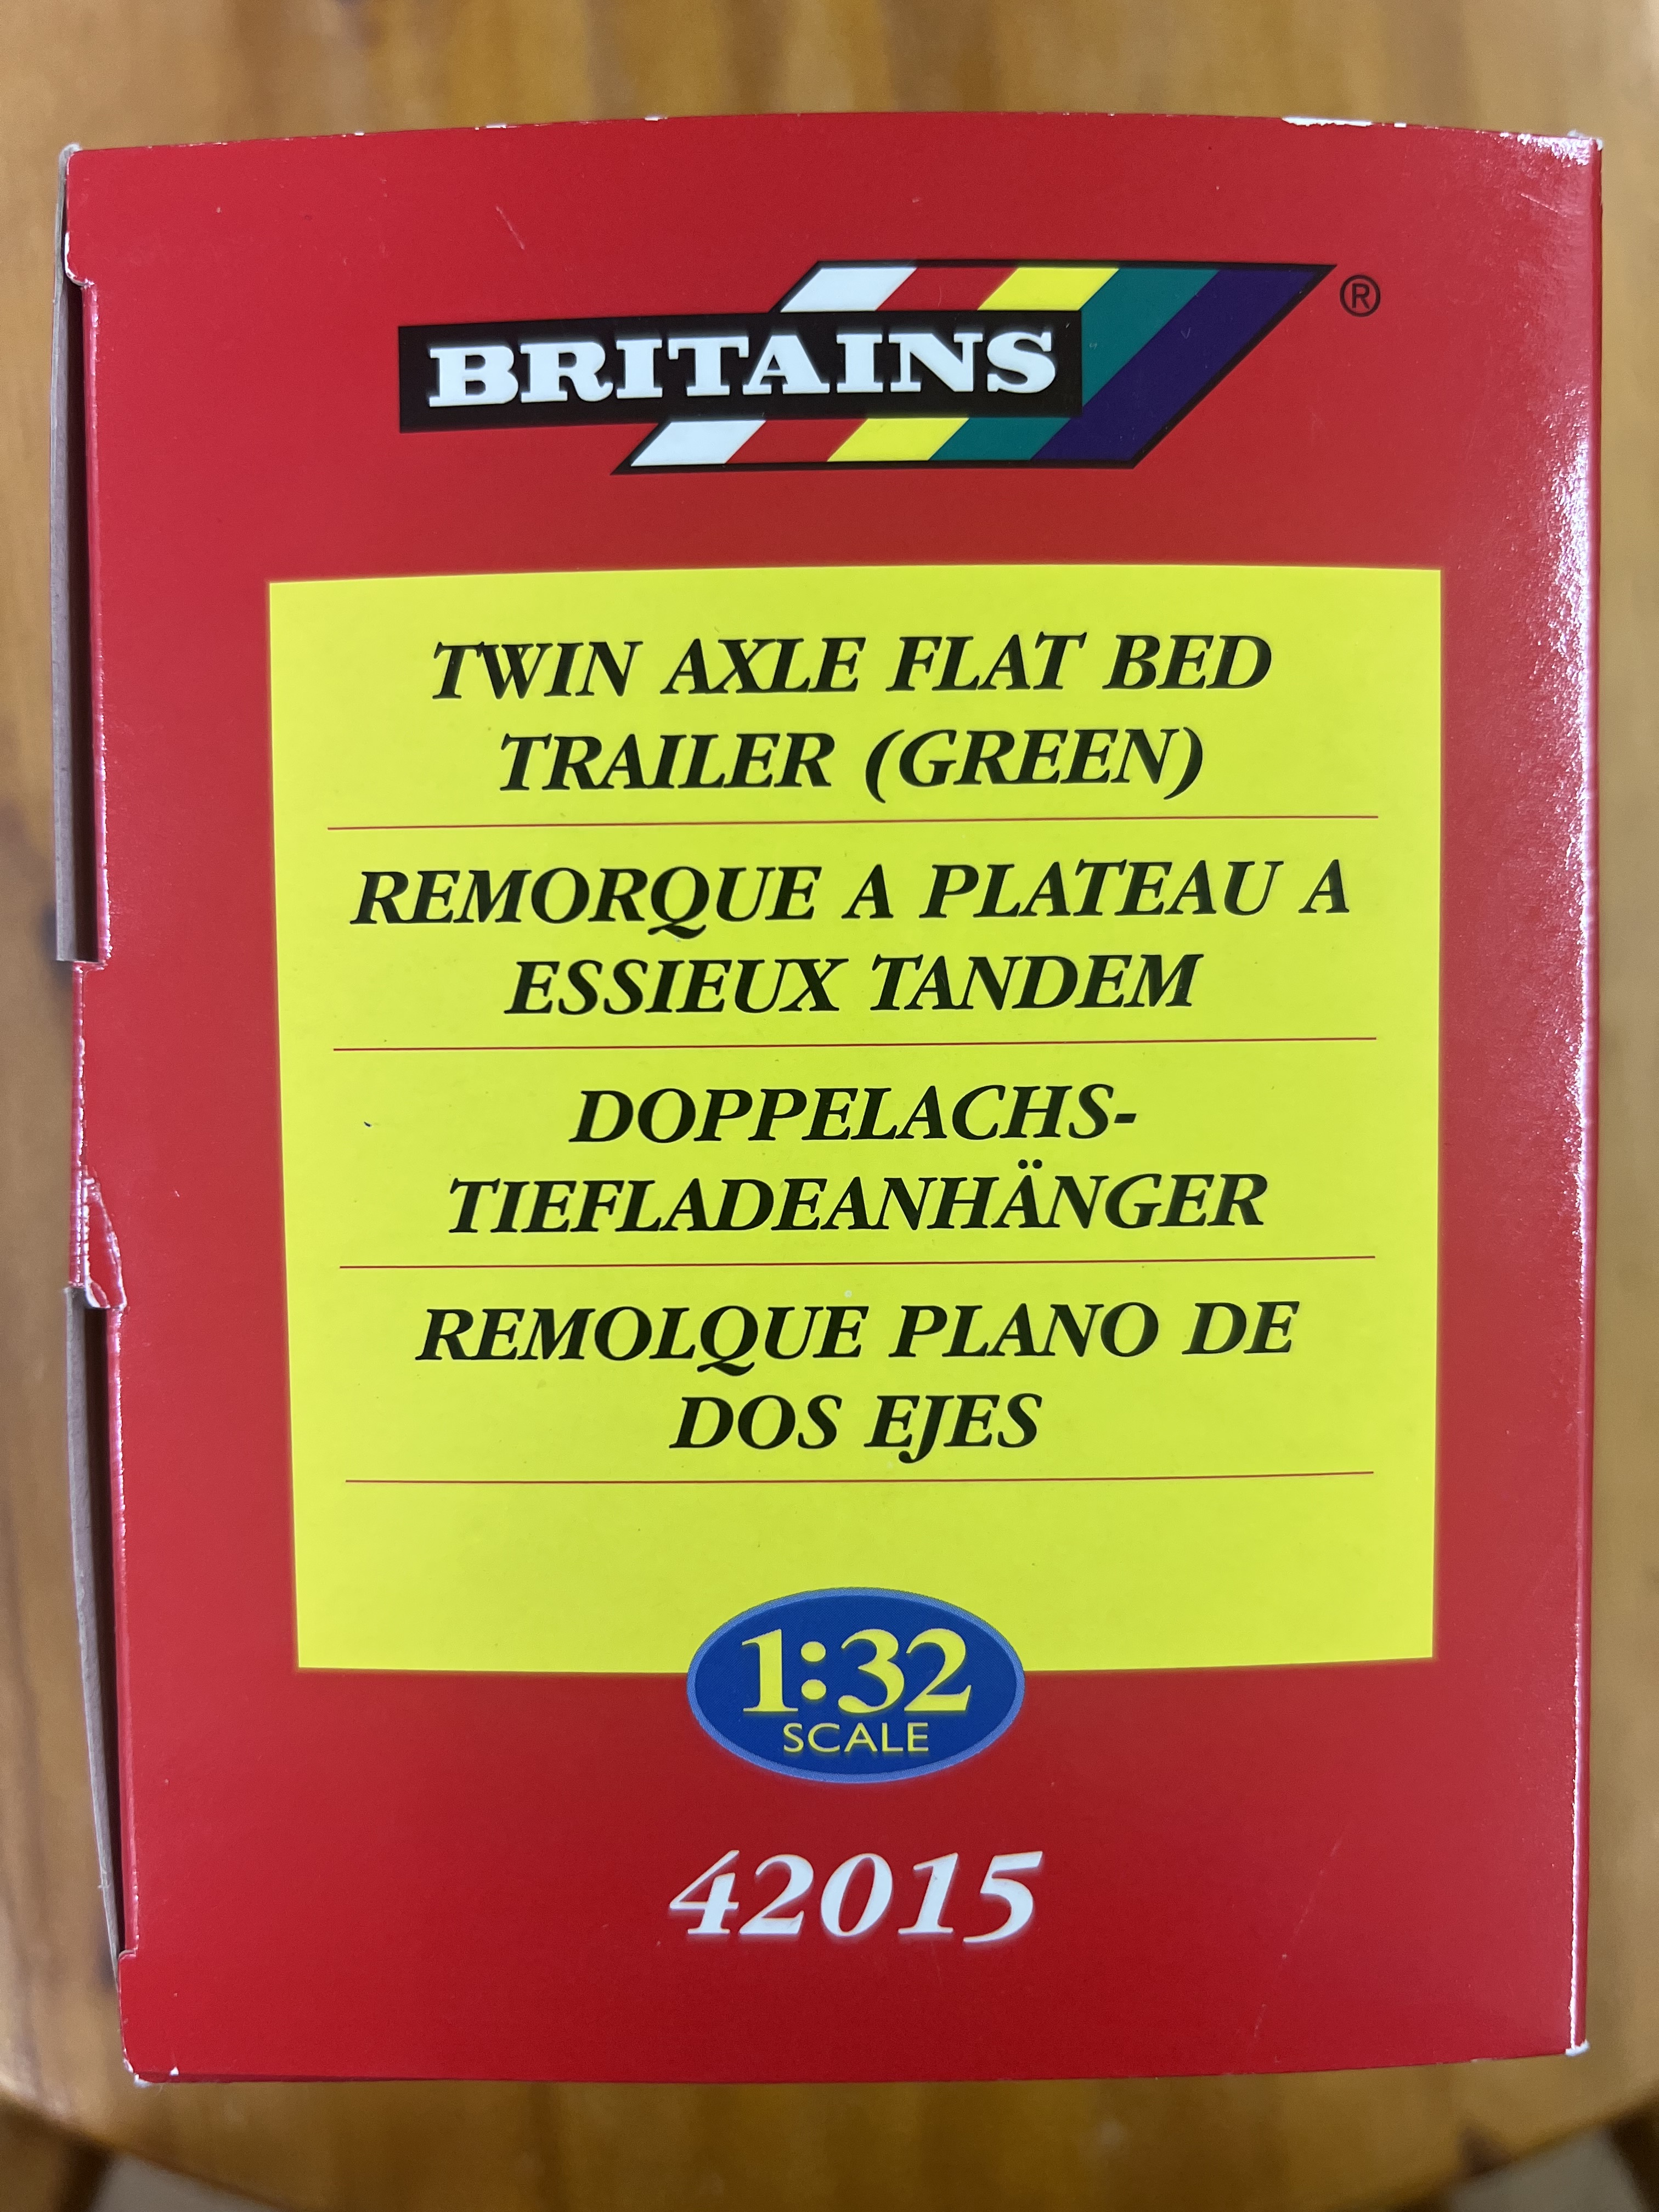 BRITAINS ®
TWIN AXLE FLAT BED
TRAILER (GREEN)
REMORQUE A PLATEAU A
ESSIEUX TANDEM
DOPPELACHS-
TIEFLADEANHÄNGER
REMOLQUE PLANO DE
DOS EJES
1:32
SCALE
42015